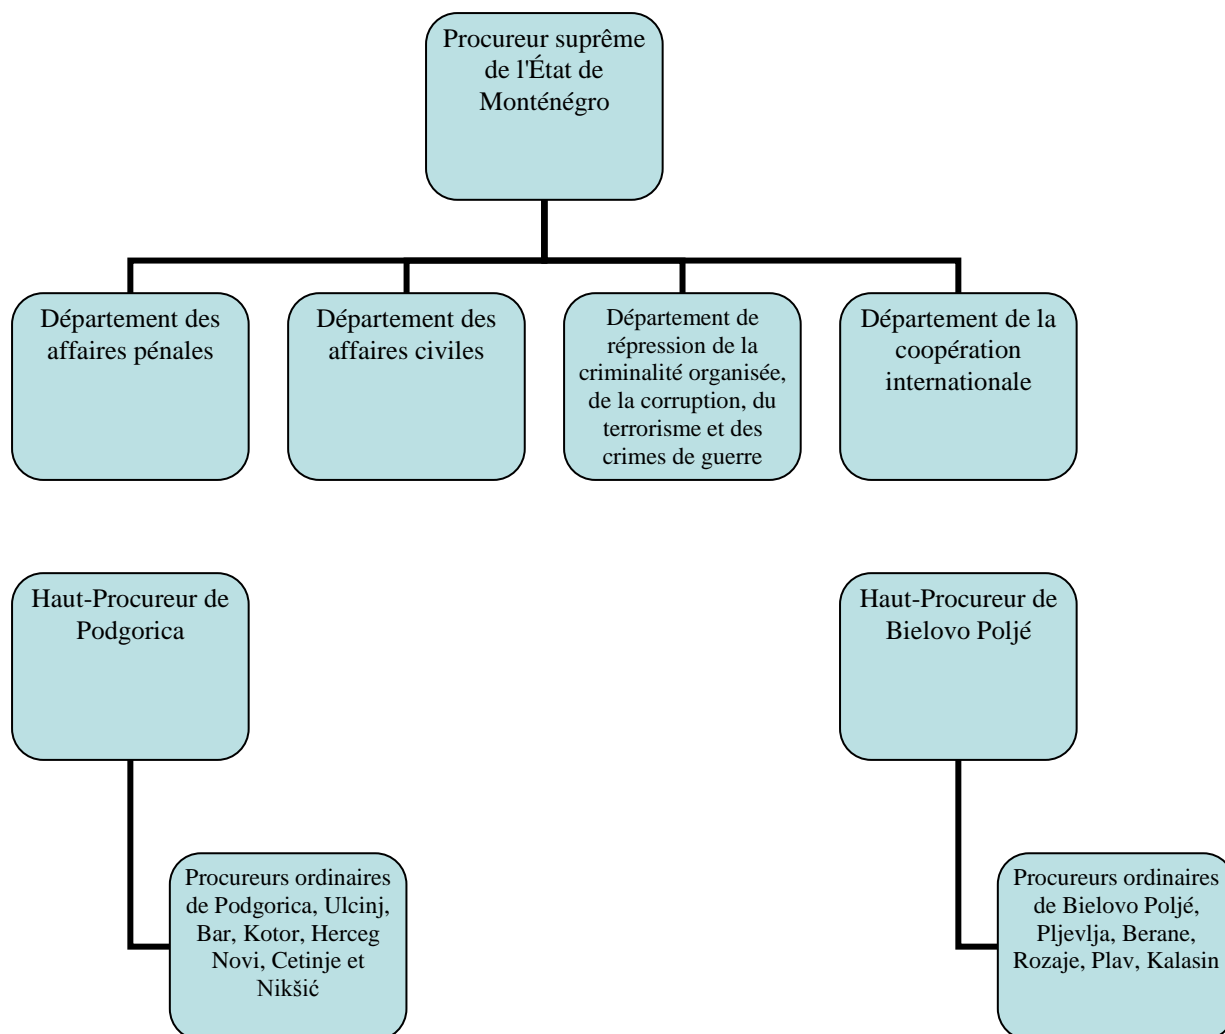 Procureur suprême
de l'État de
Monténégro
Département des
affaires pénales
Département des
affaires civiles
Département de
répression de la
criminalité organisée,
de la corruption, du
terrorisme et des
crimes de guerre
Département de la
coopération
internationale
Haut-Procureur de
Podgorica
Haut-Procureur de
Bielovo Poljé
Procureurs ordinaires
de Podgorica, Ulcinj,
Bar, Kotor, Herceg
Novi, Cetinje et
Nikšić
Procureurs ordinaires
de Bielovo Poljé,
Pljevlja, Berane,
Rozaje, Plav, Kalasin